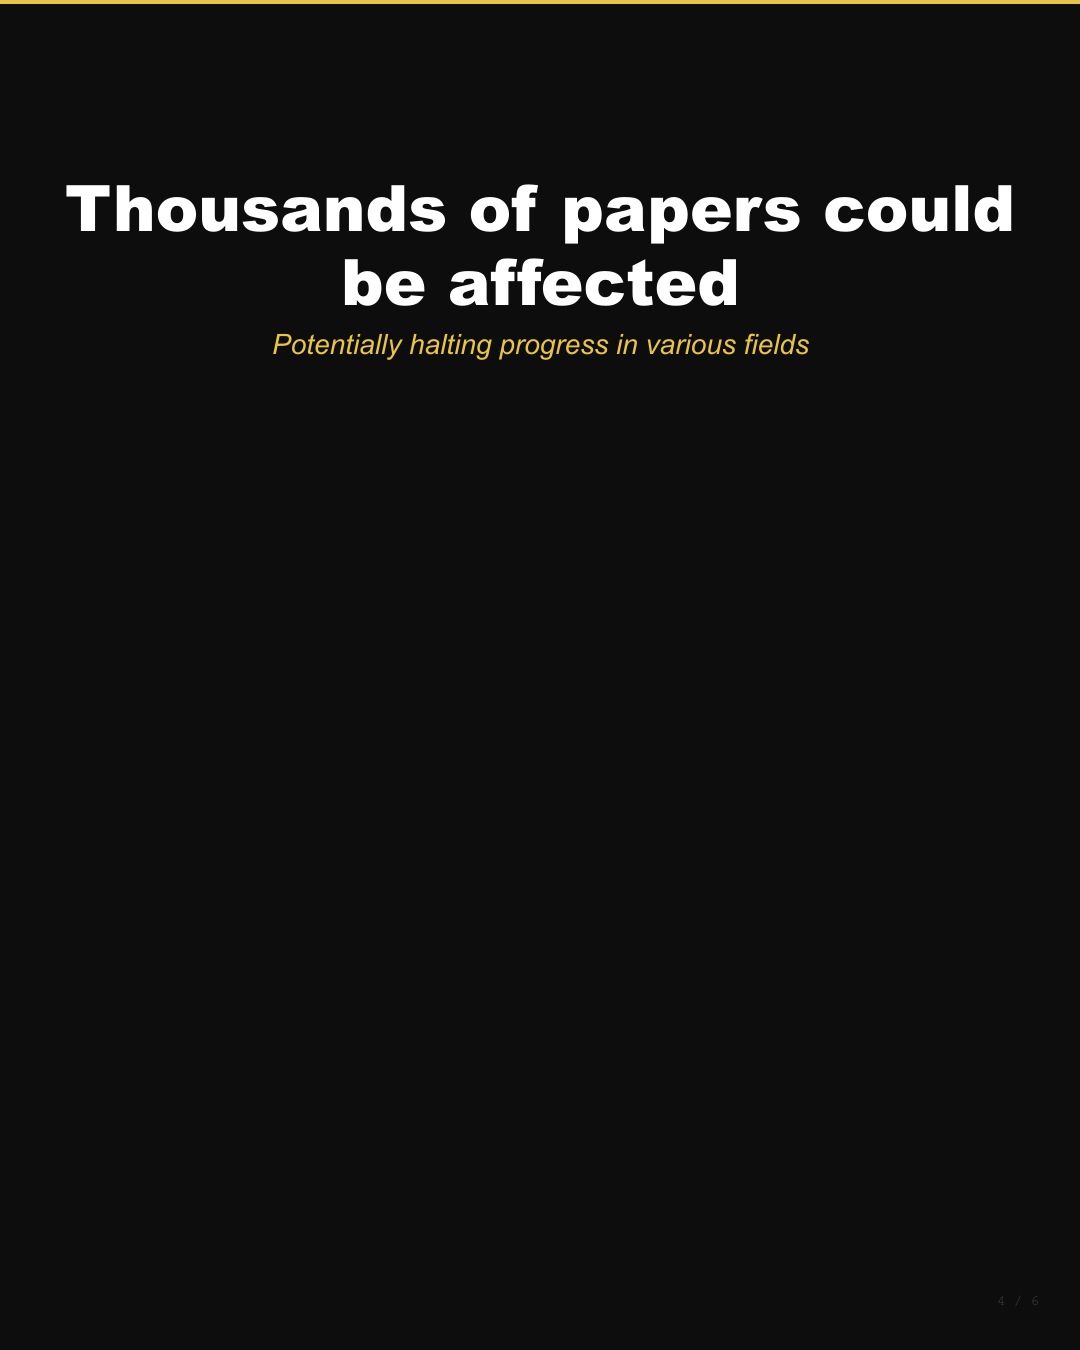 Thousands of papers could
be affected
Potentially halting progress in various fields
4 / 6